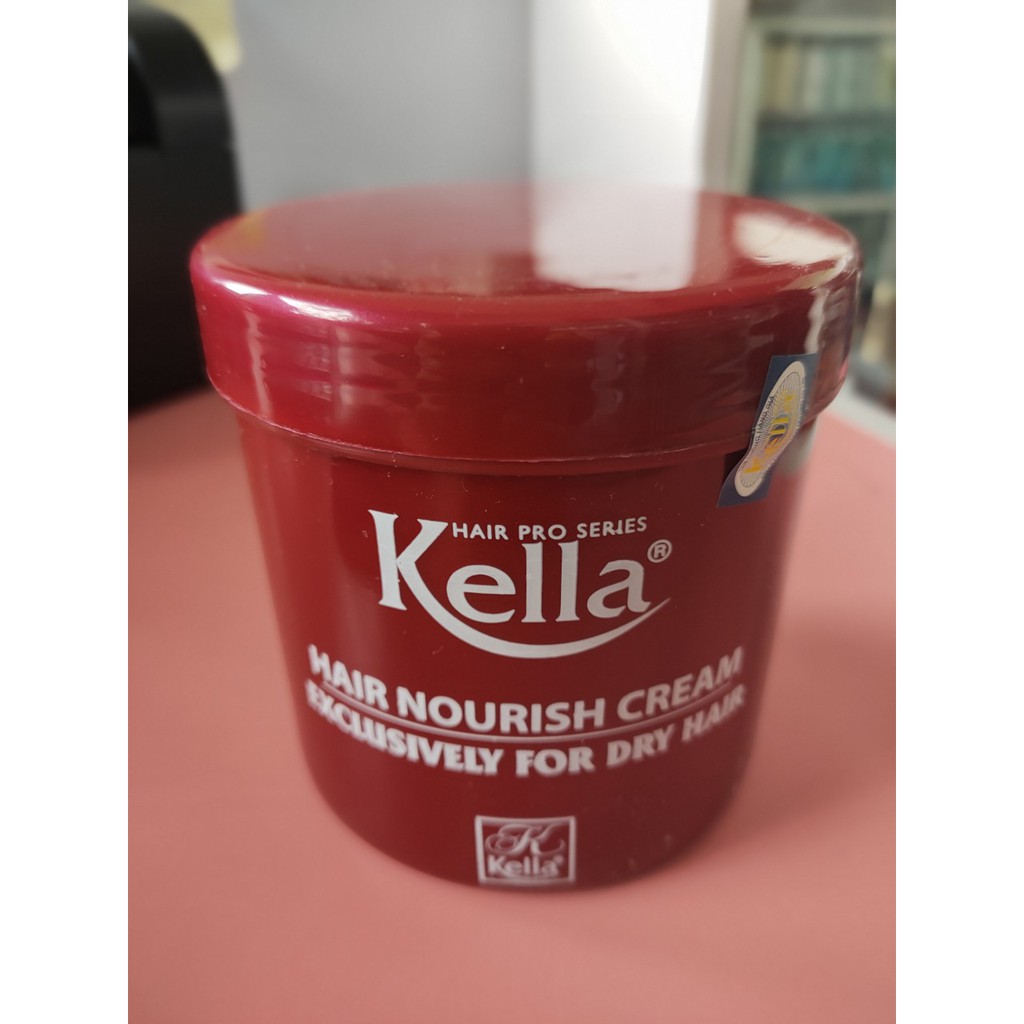 HAIR PRO SERIES
Kella®
HAIR NOURISH CREAM
EXCLUSIVELY FOR DRY HAIR
K
Kella®